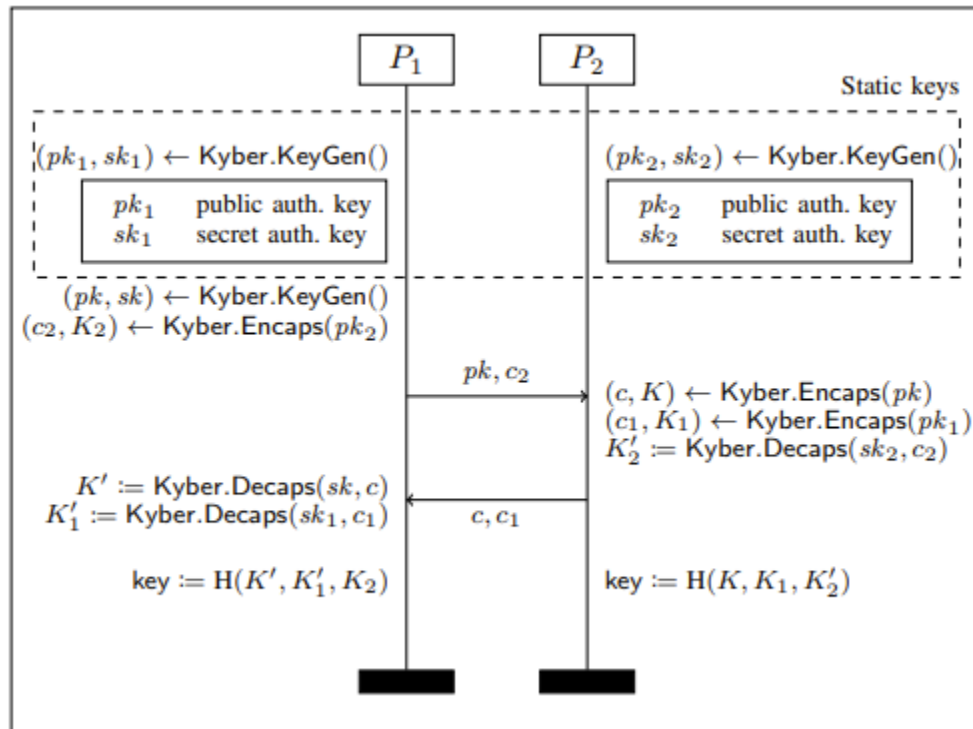 P₁ P₂
Static keys
(pk₁, sk₁) ← Kyber.KeyGen() (pk₂, sk₂) ← Kyber.KeyGen()
pk₁ public auth. key pk₂ public auth. key
sk₁ secret auth. key sk₂ secret auth. key
(pk, sk) ← Kyber.KeyGen()
(c₂, K₂) ← Kyber.Encaps(pk₂)
pk, c₂
(c, K) ← Kyber.Encaps(pk)
(c₁, K₁) ← Kyber.Encaps(pk₁)
K′₂ := Kyber.Decaps(sk₂, c₂)
K′ := Kyber.Decaps(sk, c)
K′₁ := Kyber.Decaps(sk₁, c₁)
c, c₁
key := H(K′, K′₁, K₂) key := H(K, K₁, K′₂)